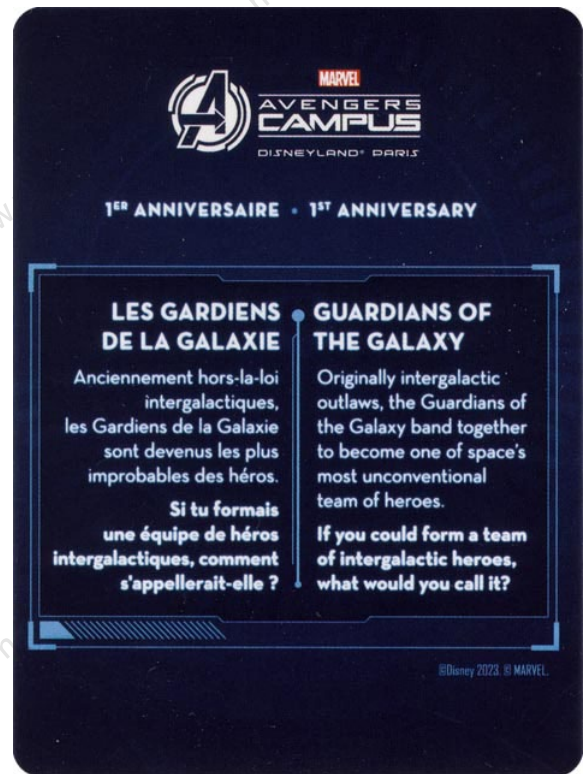 MARVEL
AVENGERS
CAMPUS
DISNEYLAND® PARIS
1ER ANNIVERSAIRE • 1ST ANNIVERSARY
LES GARDIENS
DE LA GALAXIE
Anciennement hors-la-loi
intergalactiques,
les Gardiens de la Galaxie
sont devenus les plus
improbables des héros.
Si tu formais
une équipe de héros
intergalactiques, comment
s'appellerait-elle ?
GUARDIANS OF
THE GALAXY
Originally intergalactic
outlaws, the Guardians of
the Galaxy band together
to become one of space's
most unconventional
team of heroes.
If you could form a team
of intergalactic heroes,
what would you call it?
©Disney 2023. © MARVEL.